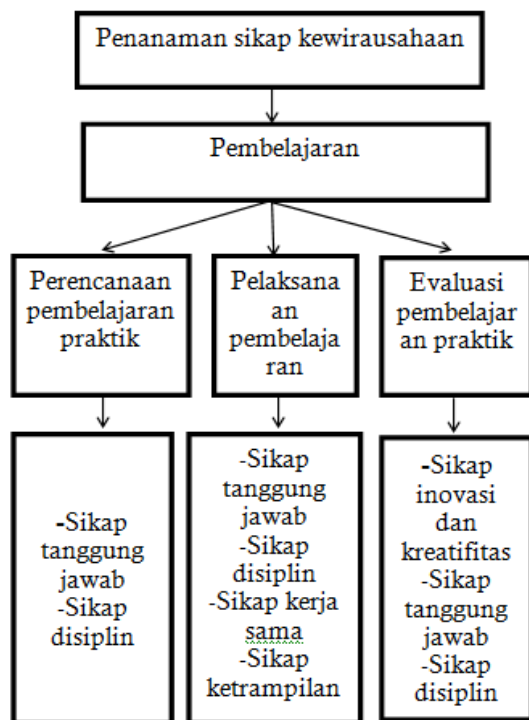 Penanaman sikap kewirausahaan
Pembelajaran
Perencanaan
pembelajaran
praktik
Pelaksana
an
pembelaja
ran
Evaluasi
pembelajar
an praktik
-Sikap
tanggung
jawab
-Sikap
disiplin
-Sikap
tanggung
jawab
-Sikap
disiplin
-Sikap kerja
sama
-Sikap
ketrampilan
-Sikap
inovasi
dan
kreatifitas
-Sikap
tanggung
jawab
-Sikap
disiplin